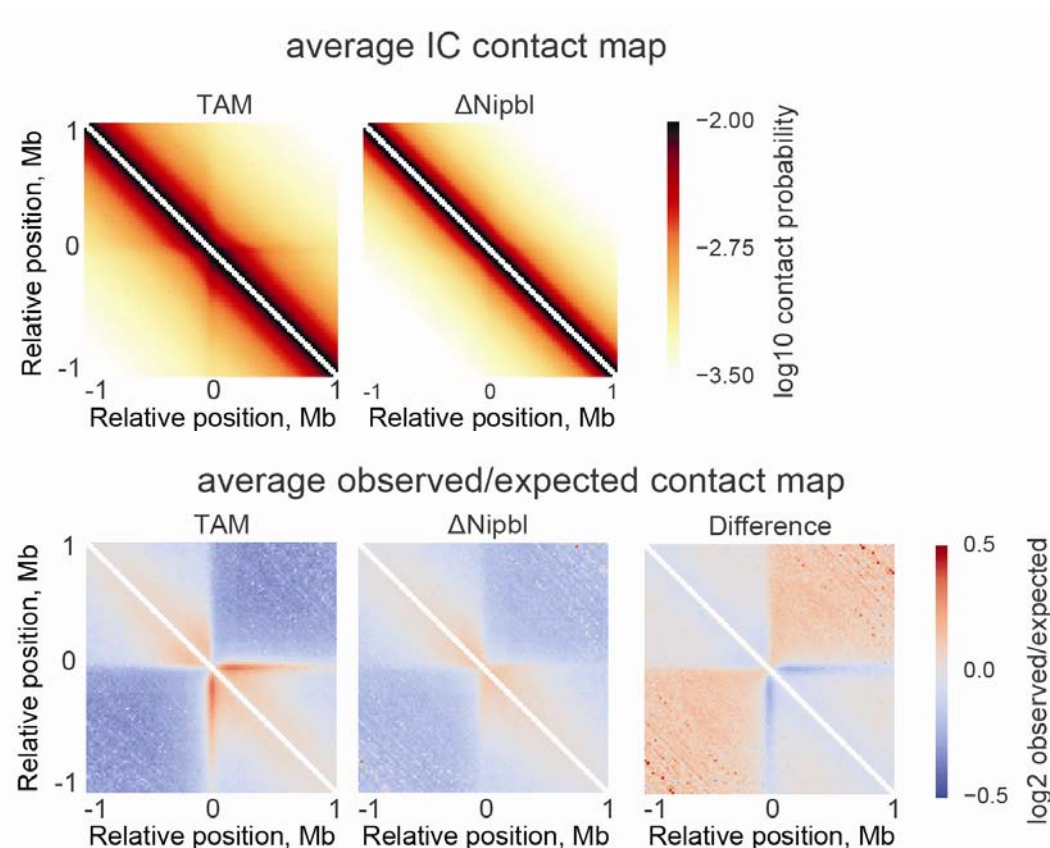 average IC contact map
TAM
ΔNipbl
Relative position, Mb
1
0
-1
-1
0
1
Relative position, Mb
-1
0
1
Relative position, Mb
−2.00
−2.75
−3.50
log10 contact probability
average observed/expected contact map
TAM
ΔNipbl
Difference
Relative position, Mb
1
0
-1
-1
0
1
Relative position, Mb
-1
0
1
Relative position, Mb
-1
0
1
Relative position, Mb
0.5
0.0
−0.5
log2 observed/expected